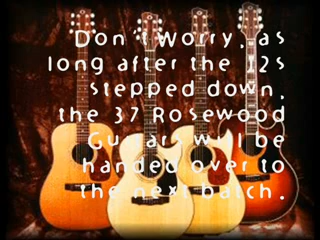 Don't worry, as
long after the 12s
stepped down,
the 37 Rosewood
Guitars will be
handed over to
the next batch.